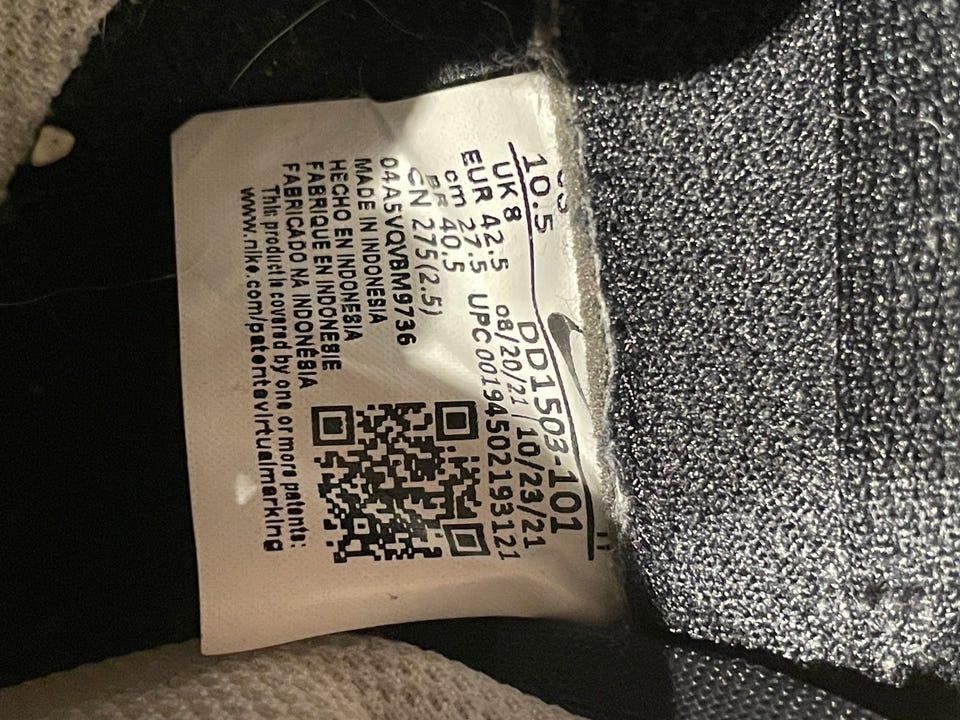 10.5
UK 8
EUR 42.5
cm 27.5
BR 40.5
CN 275(2.5)
DD1503-101
08/20/21 10/23/21
UPC 00194502193121
04A5VQVBM9736
MADE IN INDONESIA
HECHO EN INDONESIA
FABRIQUE EN INDONESIE
FABRICADO NA INDONÉSIA
This product is covered by one or more patents:
www.nike.com/patentevirtualmarking